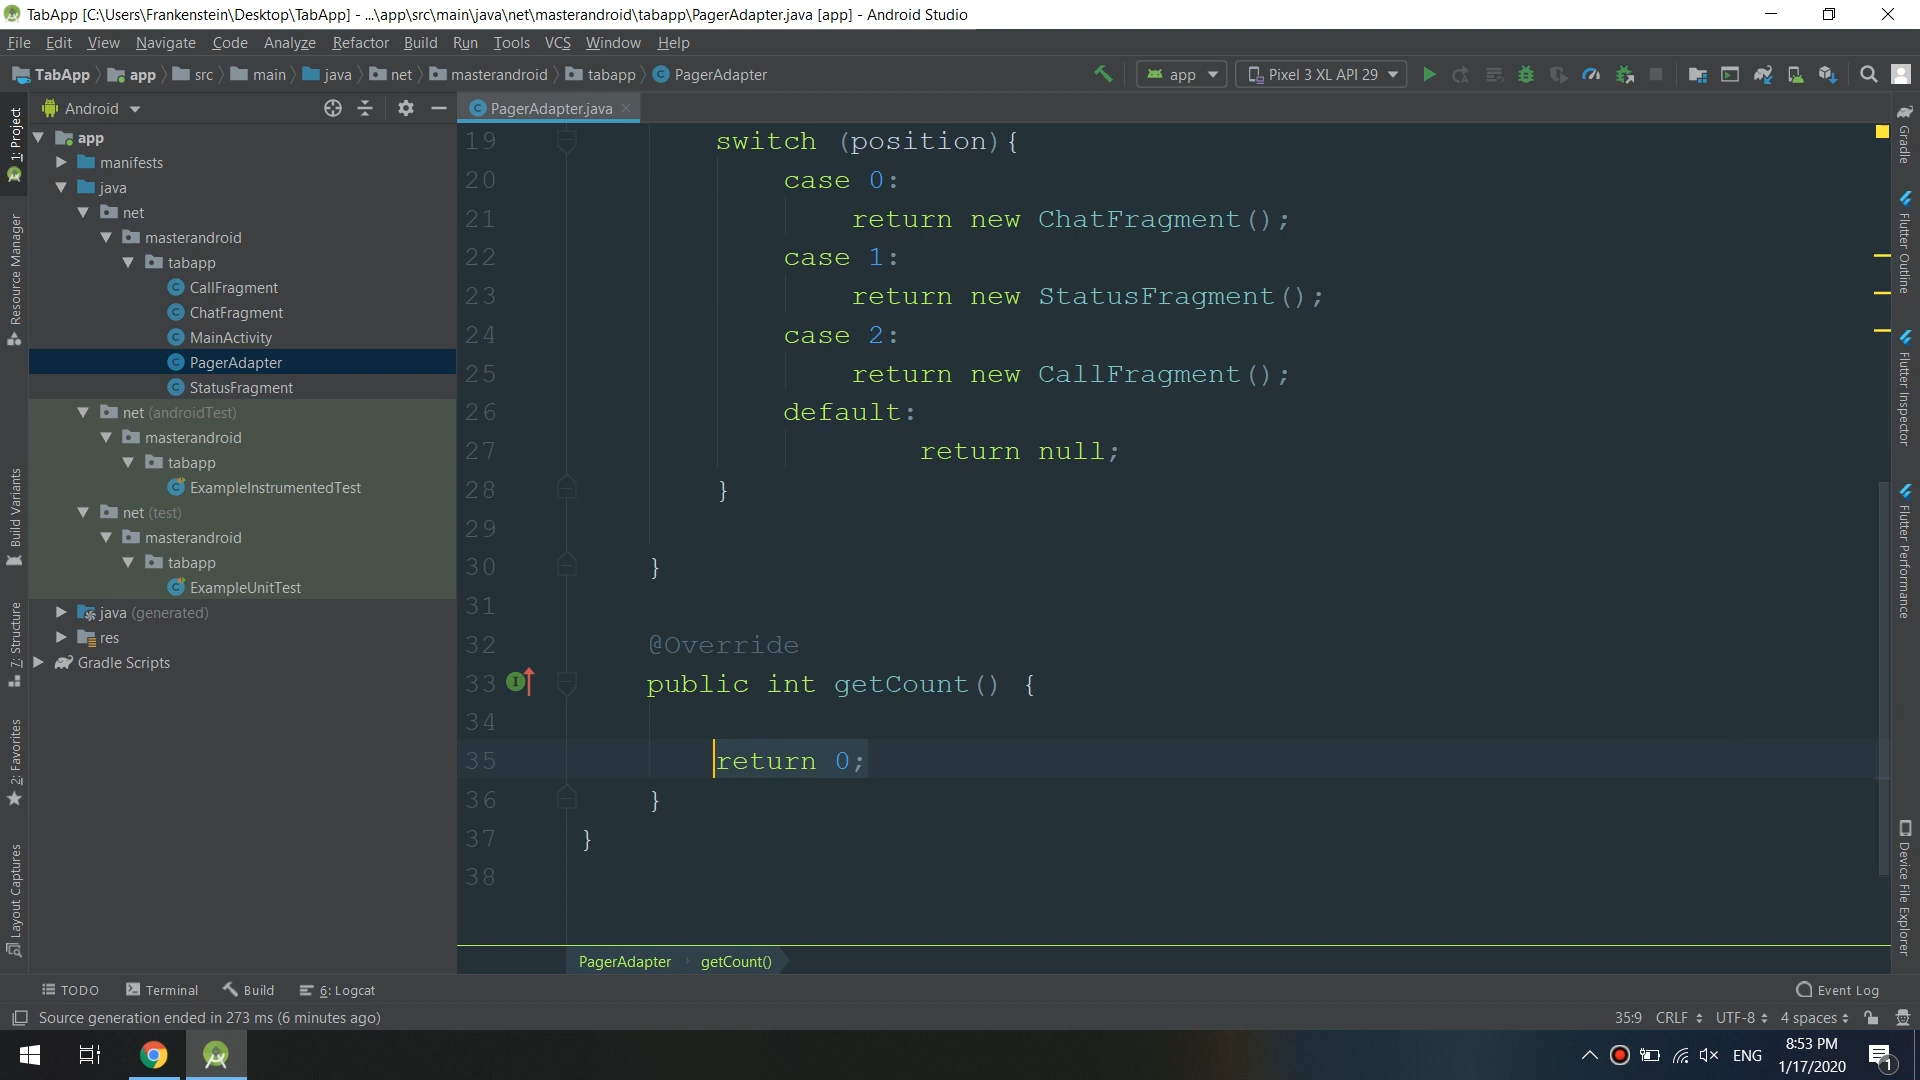 TabApp [C:\Users\Frankenstein\Desktop\TabApp] - ...\app\src\main\java\net\masterandroid\tabapp\PagerAdapter.java [app] - Android Studio
File Edit View Navigate Code Analyze Refactor Build Run Tools VCS Window Help
TabApp app src main java net masterandroid tabapp PagerAdapter app Pixel 3 XL API 29
Android
PagerAdapter.java
1: Project
Resource Manager
Build Variants
7: Structure
2: Favorites
Layout Captures
app
manifests
java
net
masterandroid
tabapp
CallFragment
ChatFragment
MainActivity
PagerAdapter
StatusFragment
net (androidTest)
masterandroid
tabapp
ExampleInstrumentedTest
net (test)
masterandroid
tabapp
ExampleUnitTest
java (generated)
res
Gradle Scripts
19 switch (position){
20 case 0:
21 return new ChatFragment();
22 case 1:
23 return new StatusFragment();
24 case 2:
25 return new CallFragment();
26 default:
27 return null;
28 }
29
30 }
31
32 @Override
33 public int getCount() {
34
35 return 0;
36 }
37 }
38
PagerAdapter getCount()
Gradle
Flutter Outline
Flutter Inspector
Flutter Performance
Device File Explorer
TODO Terminal Build 6: Logcat Event Log
Source generation ended in 273 ms (6 minutes ago) 35:9 CRLF UTF-8 4 spaces
ENG 8:53 PM
1/17/2020 1